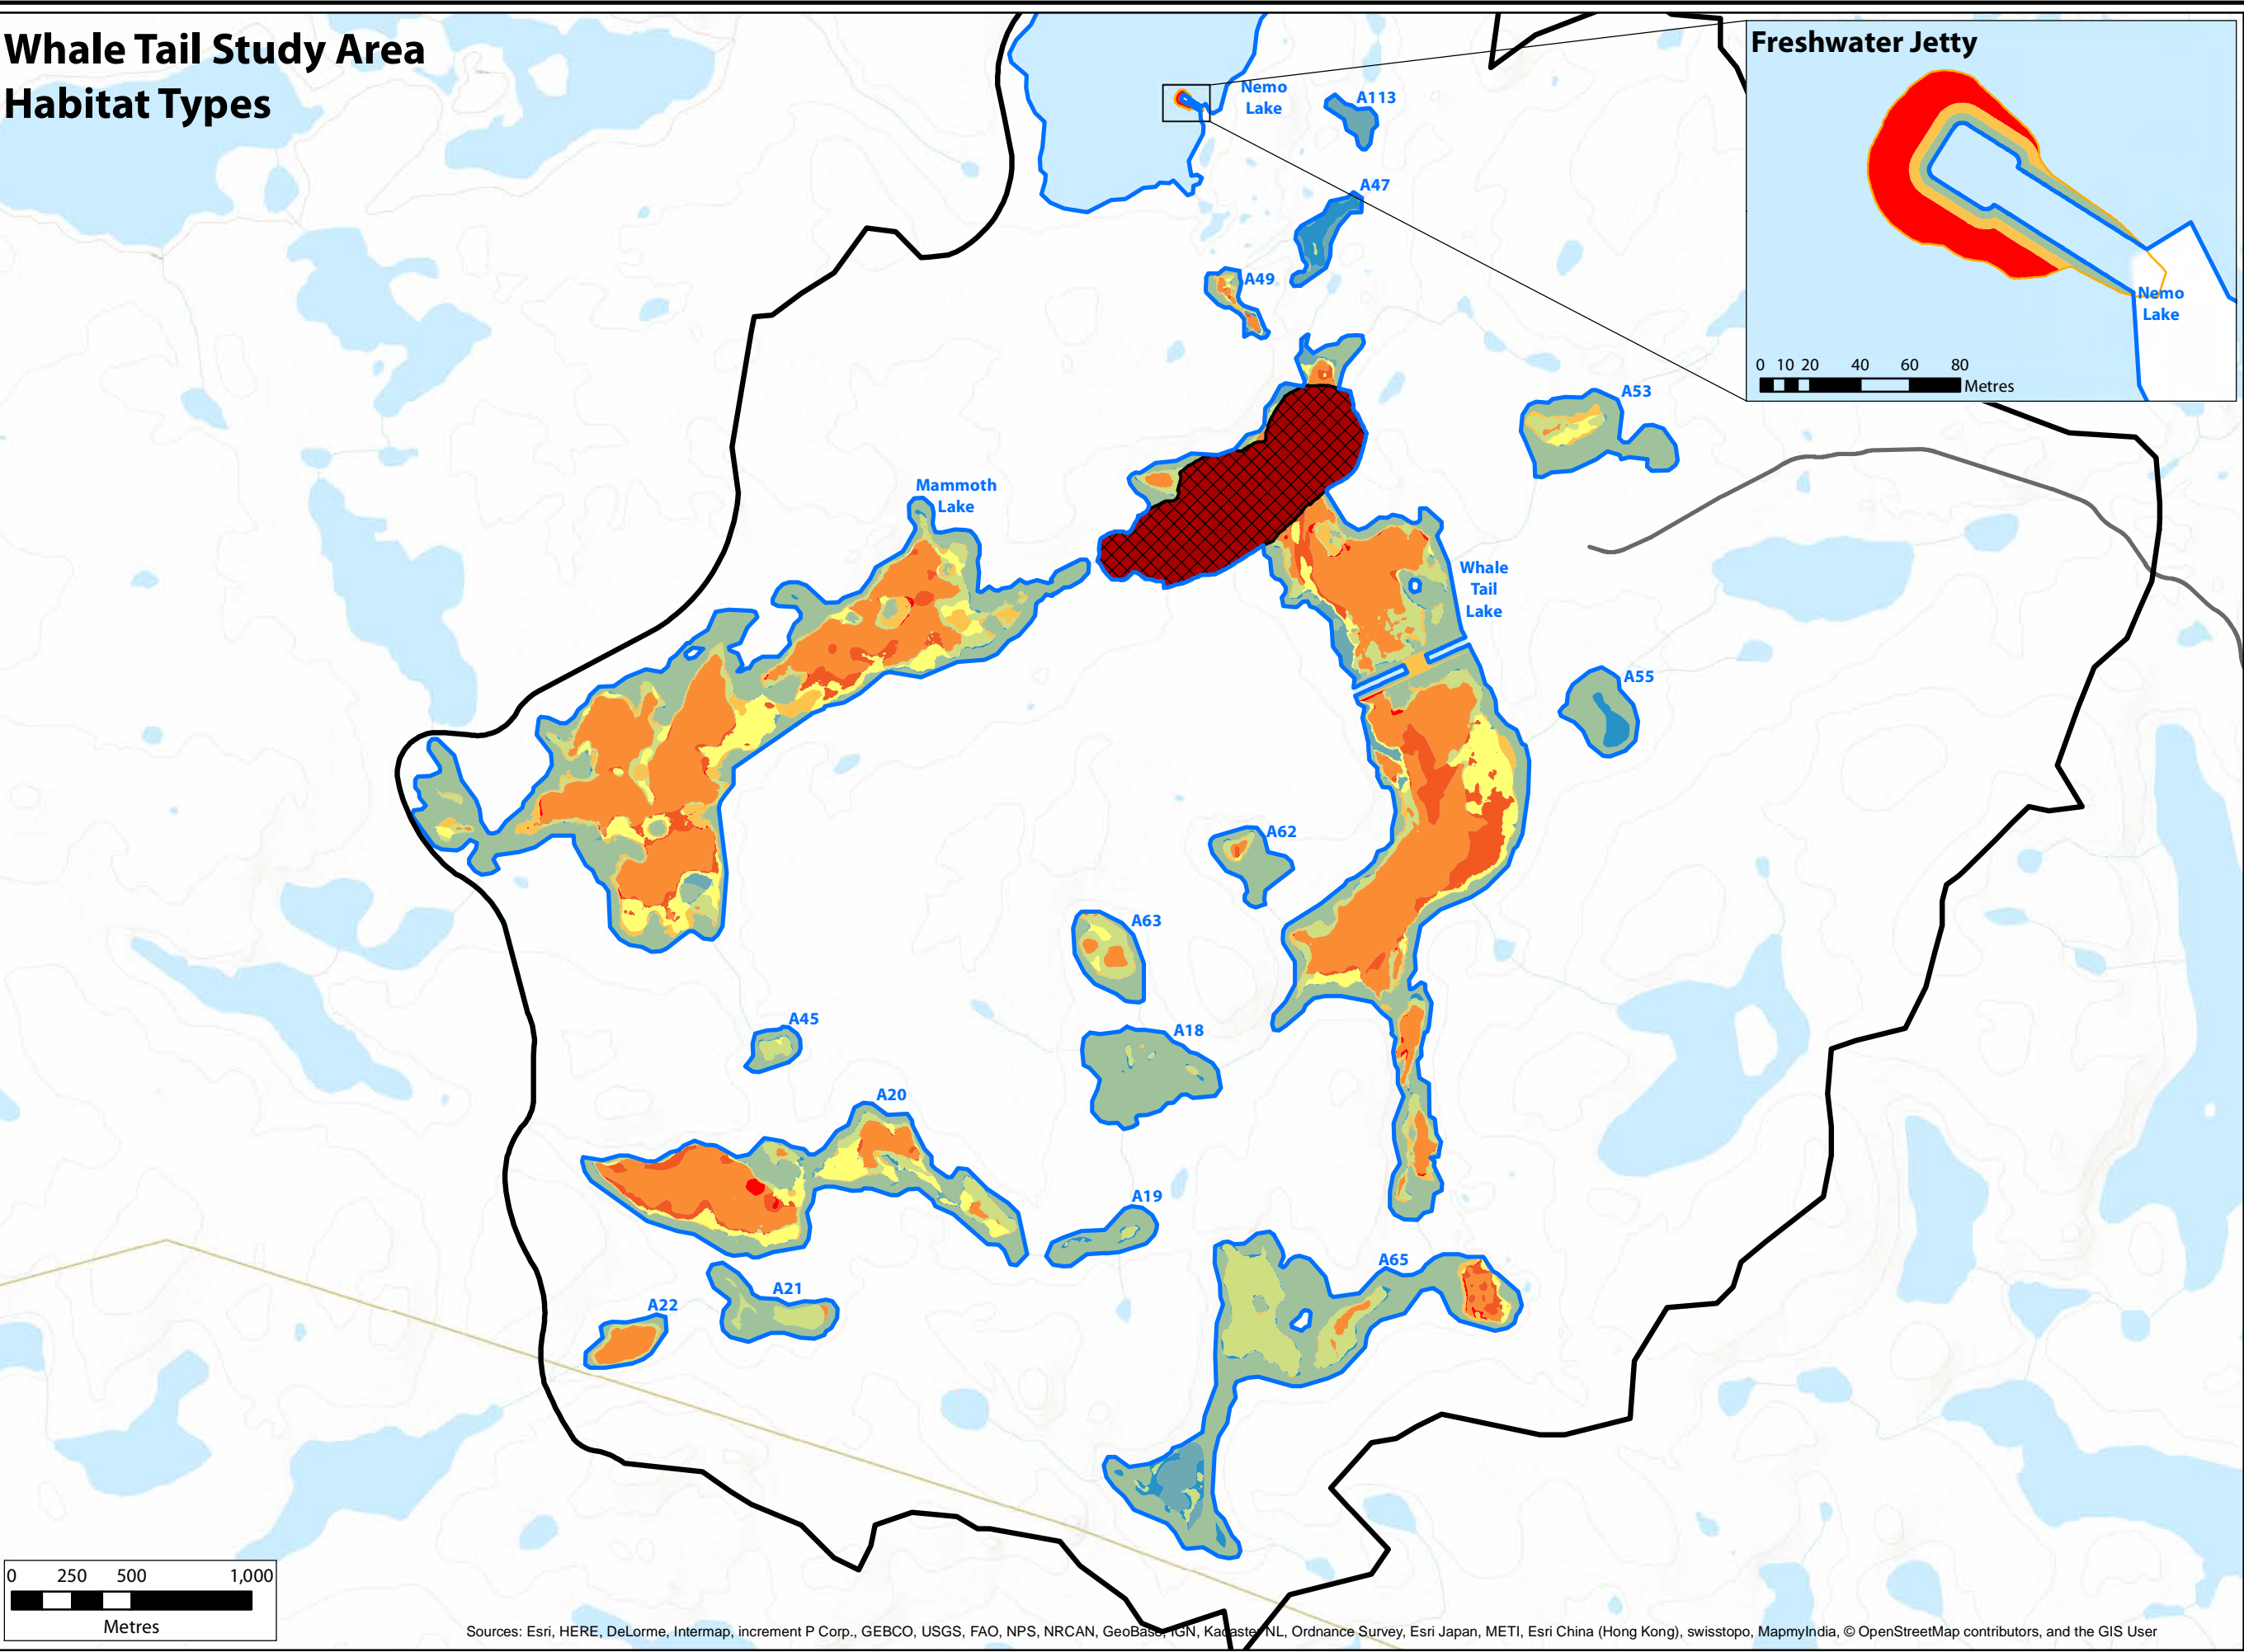 Whale Tail Study Area
Habitat Types
Freshwater Jetty
Nemo
Lake
0 10 20 40 60 80
Metres
Nemo
Lake
A113
A47
A49
A53
Mammoth
Lake
Whale
Tail
Lake
A55
A62
A63
A45
A18
A20
A19
A65
A21
A22
0 250 500 1,000
Metres
Sources: Esri, HERE, DeLorme, Intermap, increment P Corp., GEBCO, USGS, FAO, NPS, NRCAN, GeoBase, IGN, Kadaster NL, Ordnance Survey, Esri Japan, METI, Esri China (Hong Kong), swisstopo, MapmyIndia, © OpenStreetMap contributors, and the GIS User